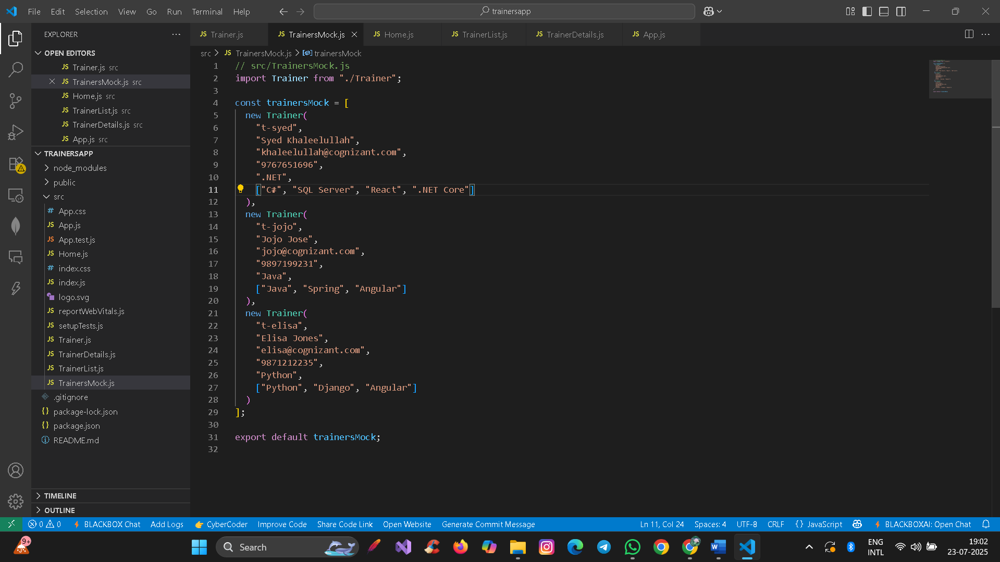 File Edit Selection View Go Run Terminal Help
trainersapp
EXPLORER
OPEN EDITORS
Trainer.js src
TrainersMock.js src
Home.js src
TrainerList.js src
TrainerDetails.js src
App.js src
TRAINERSAPP
node_modules
public
src
App.css
App.js
App.test.js
Home.js
index.css
index.js
logo.svg
reportWebVitals.js
setupTests.js
Trainer.js
TrainerDetails.js
TrainerList.js
TrainersMock.js
.gitignore
package-lock.json
package.json
README.md
TIMELINE
OUTLINE
JS Trainer.js JS TrainersMock.js JS Home.js JS TrainerList.js JS TrainerDetails.js JS App.js
src > JS TrainersMock.js > trainersMock
1 // src/TrainersMock.js
2 import Trainer from "./Trainer";
3
4 const trainersMock = [
5 new Trainer(
6 "t-syed",
7 "Syed Khaleelullah",
8 "khaleelullah@cognizant.com",
9 "9767651696",
10 ".NET",
11 ["C#", "SQL Server", "React", ".NET Core"]
12 ),
13 new Trainer(
14 "t-jojo",
15 "Jojo Jose",
16 "jojo@cognizant.com",
17 "9897199231",
18 "Java",
19 ["Java", "Spring", "Angular"]
20 ),
21 new Trainer(
22 "t-elisa",
23 "Elisa Jones",
24 "elisa@cognizant.com",
25 "9871212235",
26 "Python",
27 ["Python", "Django", "Angular"]
28 )
29 ];
30
31 export default trainersMock;
32
0 0 BLACKBOX Chat Add Logs CyberCoder Improve Code Share Code Link Open Website Generate Commit Message Ln 11, Col 24 Spaces: 4 UTF-8 CRLF {} JavaScript BLACKBOXAI: Open Chat
9+ Search ENG INTL 19:02
23-07-2025